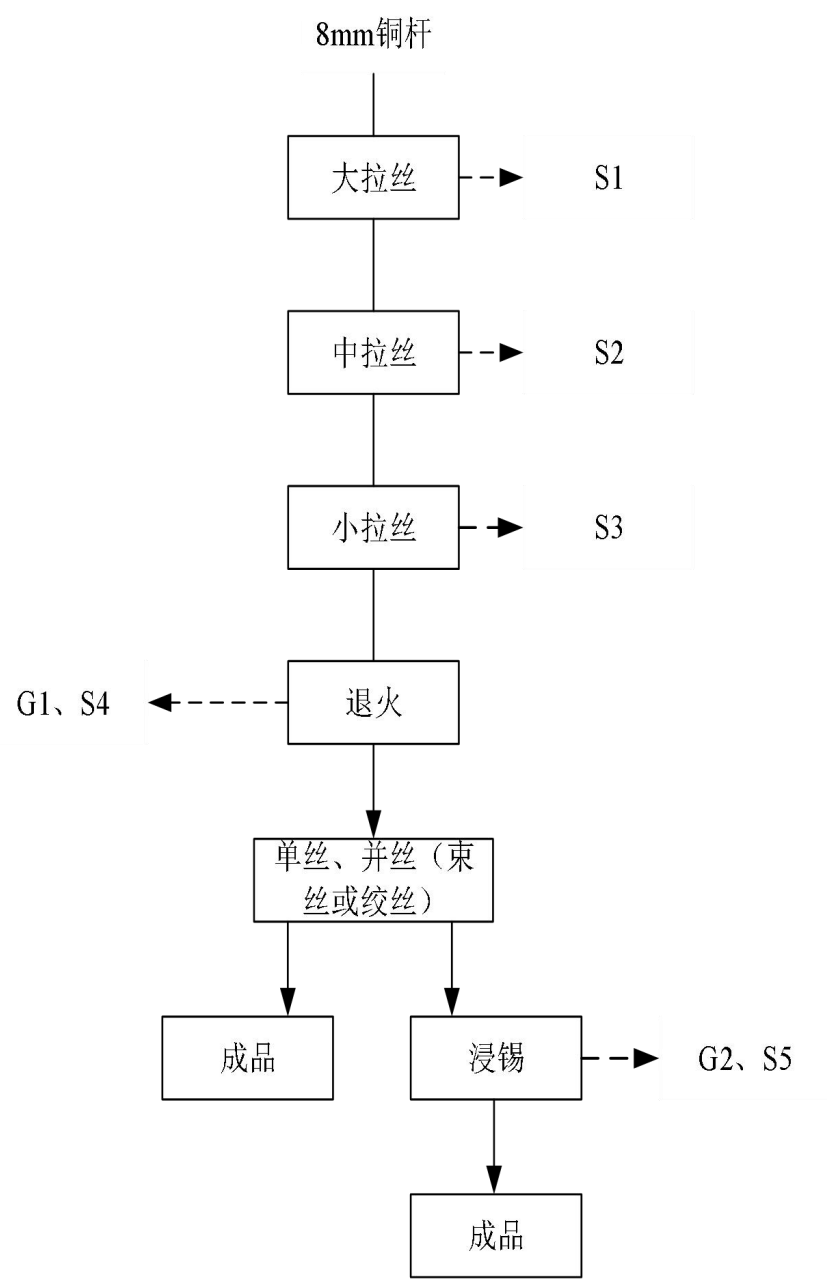 8mm铜杆
大拉丝
S1
中拉丝
S2
小拉丝
S3
G1、S4
退火
单丝、并丝（束
丝或绞丝）
成品
浸锡
G2、S5
成品